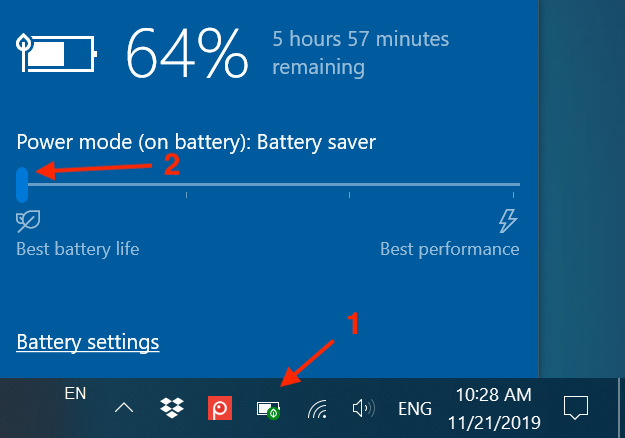 64%
5 hours 57 minutes
remaining
Power mode (on battery): Battery saver
2
Best battery life
Best performance
Battery settings
1
EN
ENG
10:28 AM
11/21/2019